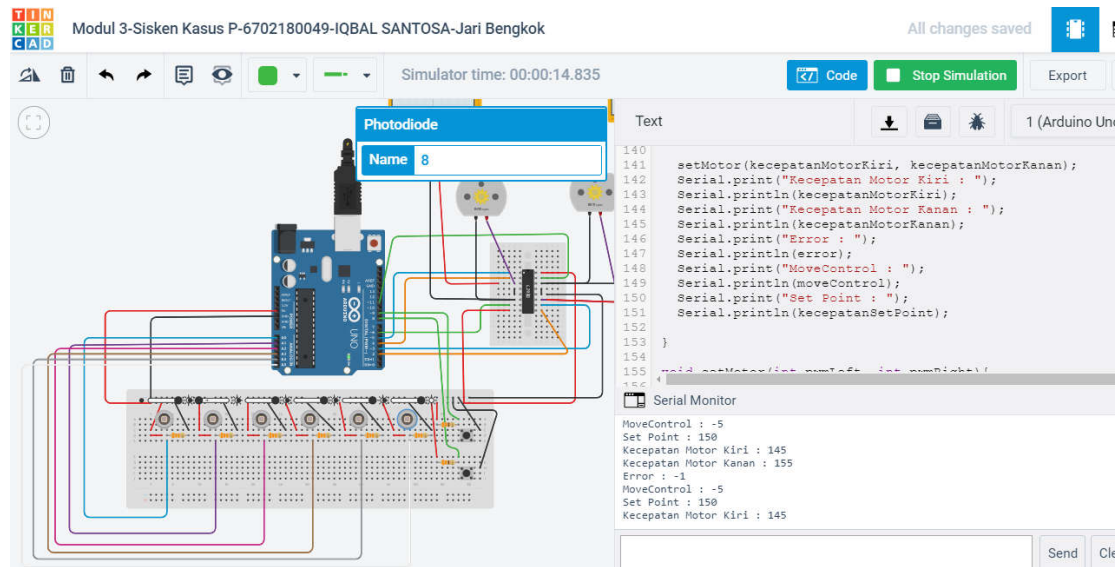 TIN
KER
CAD
Modul 3-Sisken Kasus P-6702180049-IQBAL SANTOSA-Jari Bengkok
All changes saved
Simulator time: 00:00:14.835
Code
Stop Simulation
Export
Photodiode
Name 8
Text
1 (Arduino Uno
140
141 setMotor(kecepatanMotorKiri, kecepatanMotorKanan);
142 Serial.print("Kecepatan Motor Kiri : ");
143 Serial.println(kecepatanMotorKiri);
144 Serial.print("Kecepatan Motor Kanan : ");
145 Serial.println(kecepatanMotorKanan);
146 Serial.print("Error : ");
147 Serial.println(error);
148 Serial.print("MoveControl : ");
149 Serial.println(moveControl);
150 Serial.print("Set Point : ");
151 Serial.println(kecepatanSetPoint);
152
153 }
154
155 void setMotor(int pwmLeft, int pwmRight){
156
UNO
ARDUINO
Serial Monitor
MoveControl : -5
Set Point : 150
Kecepatan Motor Kiri : 145
Kecepatan Motor Kanan : 155
Error : -1
MoveControl : -5
Set Point : 150
Kecepatan Motor Kiri : 145
Send
Cle